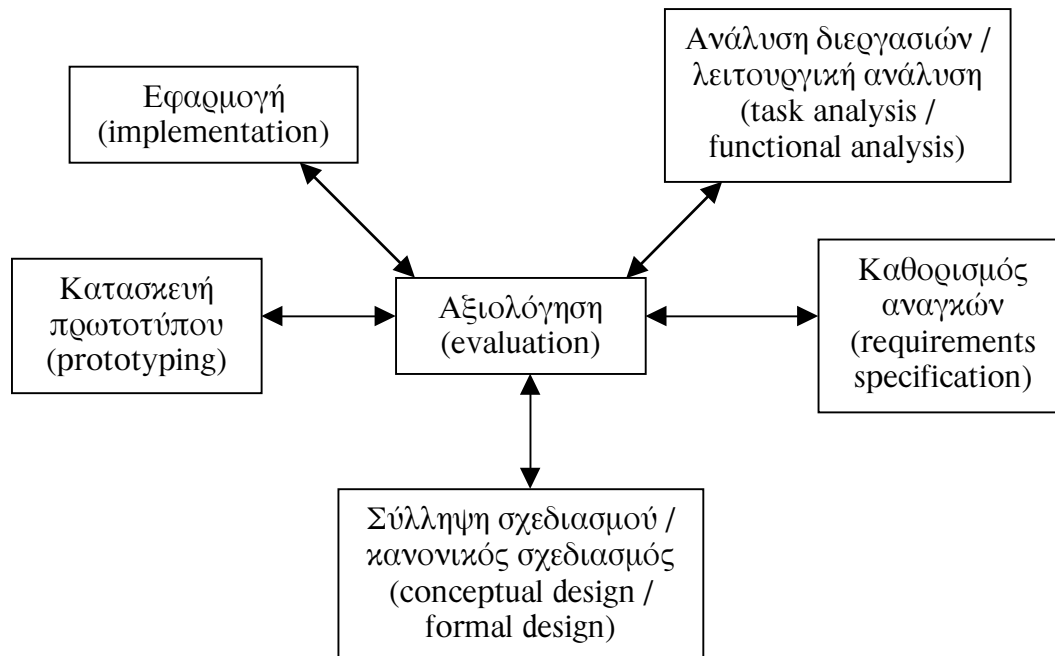 Εφαρμογή
(implementation)
Ανάλυση διεργασιών /
λειτουργική ανάλυση
(task analysis /
functional analysis)
Κατασκευή
πρωτοτύπου
(prototyping)
Αξιολόγηση
(evaluation)
Καθορισμός
αναγκών
(requirements
specification)
Σύλληψη σχεδιασμού /
κανονικός σχεδιασμός
(conceptual design /
formal design)